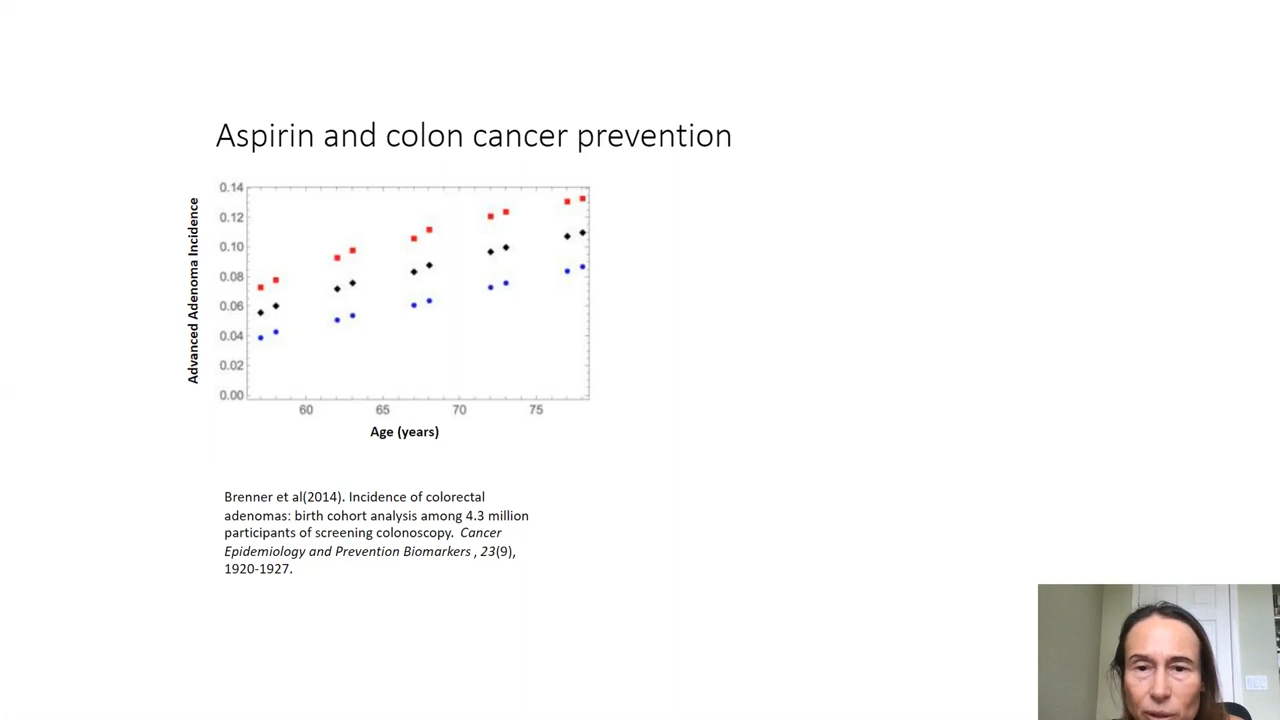 Aspirin and colon cancer prevention
Advanced Adenoma Incidence
0.14
0.12
0.10
0.08
0.06
0.04
0.02
0.00
60 65 70 75
Age (years)
Brenner et al(2014). Incidence of colorectal
adenomas: birth cohort analysis among 4.3 million
participants of screening colonoscopy. Cancer
Epidemiology and Prevention Biomarkers , 23(9),
1920-1927.